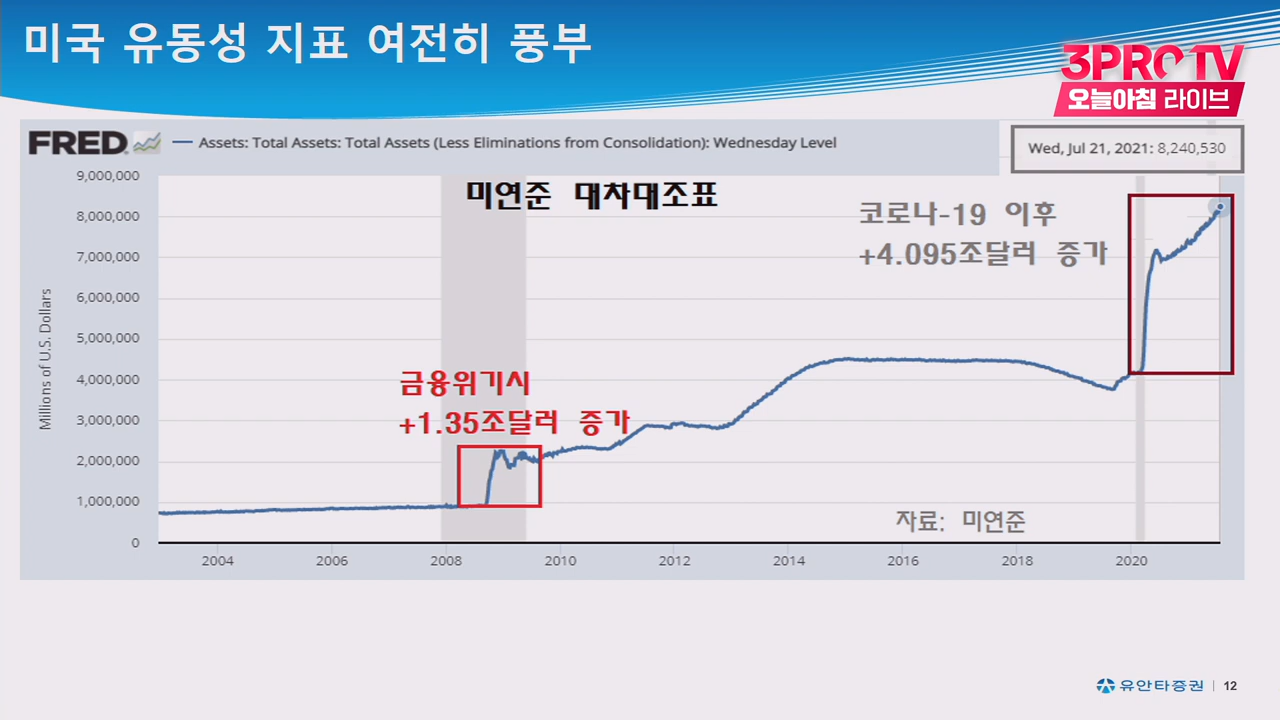 미국 유동성 지표 여전히 풍부
3PROTV
오늘아침 라이브
FRED
Assets: Total Assets: Total Assets (Less Eliminations from Consolidation): Wednesday Level
Wed, Jul 21, 2021: 8,240,530
미연준 대차대조표
코로나-19 이후
+4.095조달러 증가
금융위기시
+1.35조달러 증가
자료: 미연준
Millions of U.S. Dollars
9,000,000
8,000,000
7,000,000
6,000,000
5,000,000
4,000,000
3,000,000
2,000,000
1,000,000
0
2004 2006 2008 2010 2012 2014 2016 2018 2020
유안타증권 | 12